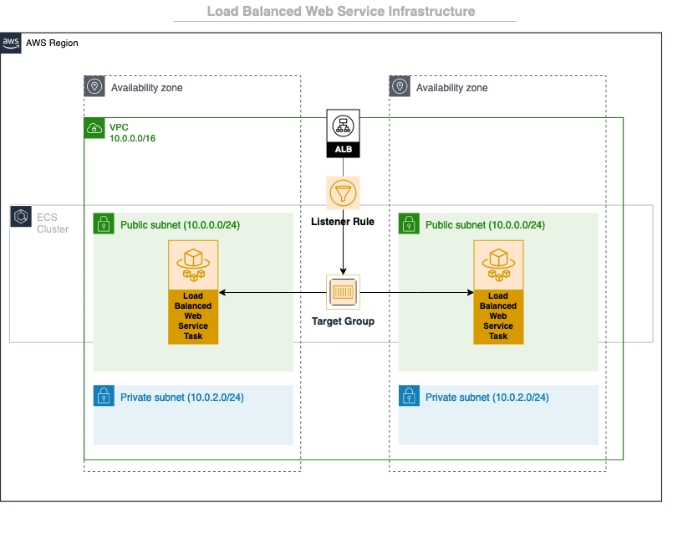 Load Balanced Web Service Infrastructure
aws
AWS Region
Availability zone
Availability zone
VPC
10.0.0.0/16
ALB
ECS
Cluster
Listener Rule
Public subnet (10.0.0.0/24)
Public subnet (10.0.0.0/24)
Load
Balanced
Web
Service
Task
Load
Balanced
Web
Service
Task
Target Group
Private subnet (10.0.2.0/24)
Private subnet (10.0.2.0/24)